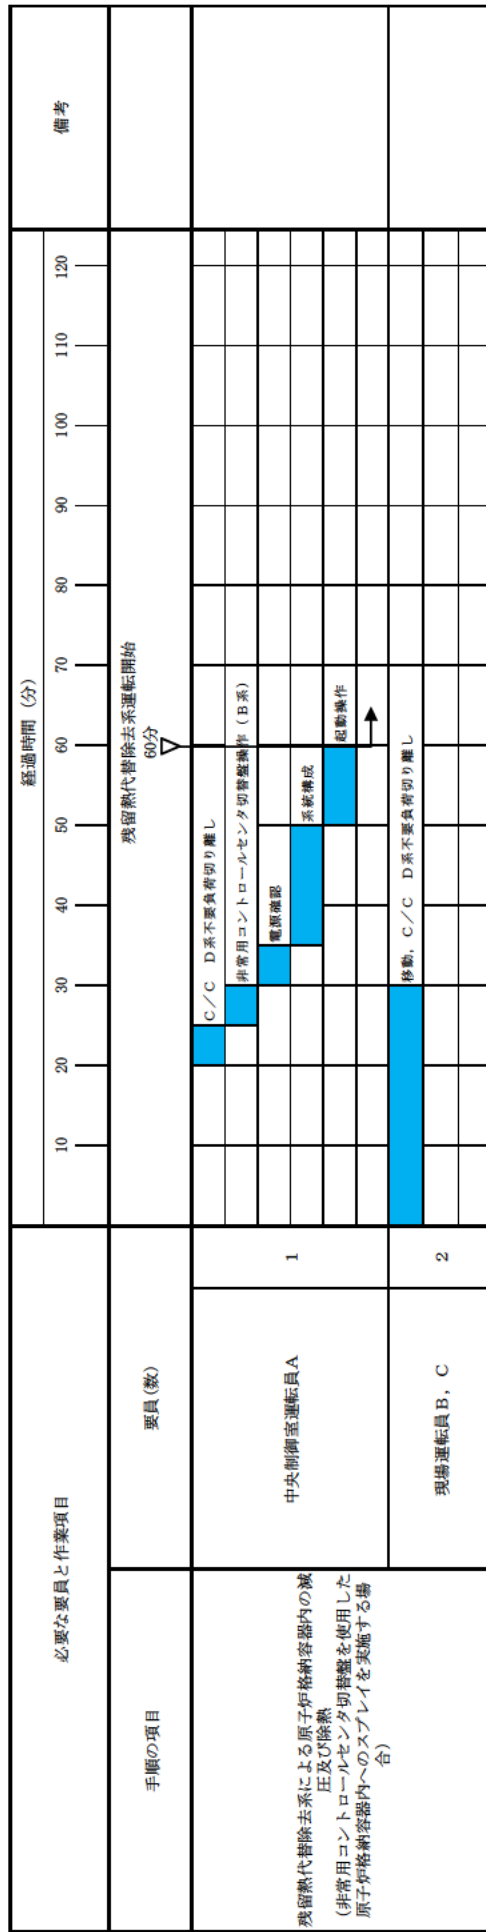 必要な要員と作業項目
経過時間（分）
備考
10 20 30 40 50 60 70 80 90 100 110 120
手順の項目
要員(数)
残留熱代替除去系運転開始
60分
残留熱代替除去系による原子炉格納容器内の減
圧及び除熱
(非常用コントロールセンタ切替盤を使用した
原子炉格納容器内へのスプレイを実施する場
合)
中央制御室運転員A
1
C／C D系不要負荷切り離し
非常用コントロールセンタ切替盤操作（B系）
電源確認
系統構成
起動操作
現場運転員B，C
2
移動，C／C D系不要負荷切り離し